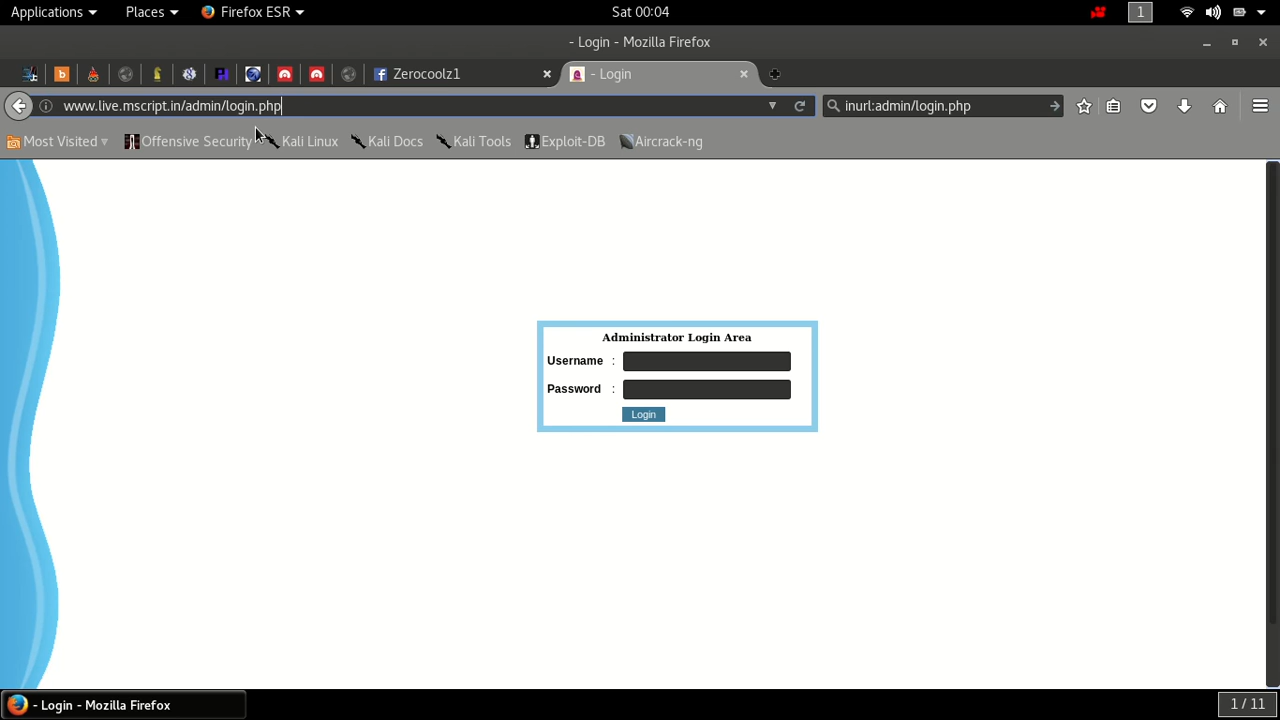 Applications Places Firefox ESR Sat 00:04 1
- Login - Mozilla Firefox
Zerocoolz1 - Login
www.live.mscript.in/admin/login.php inurl:admin/login.php
Most Visited Offensive Security Kali Linux Kali Docs Kali Tools Exploit-DB Aircrack-ng
Administrator Login Area
Username :
Password :
Login
- Login - Mozilla Firefox 1 / 11